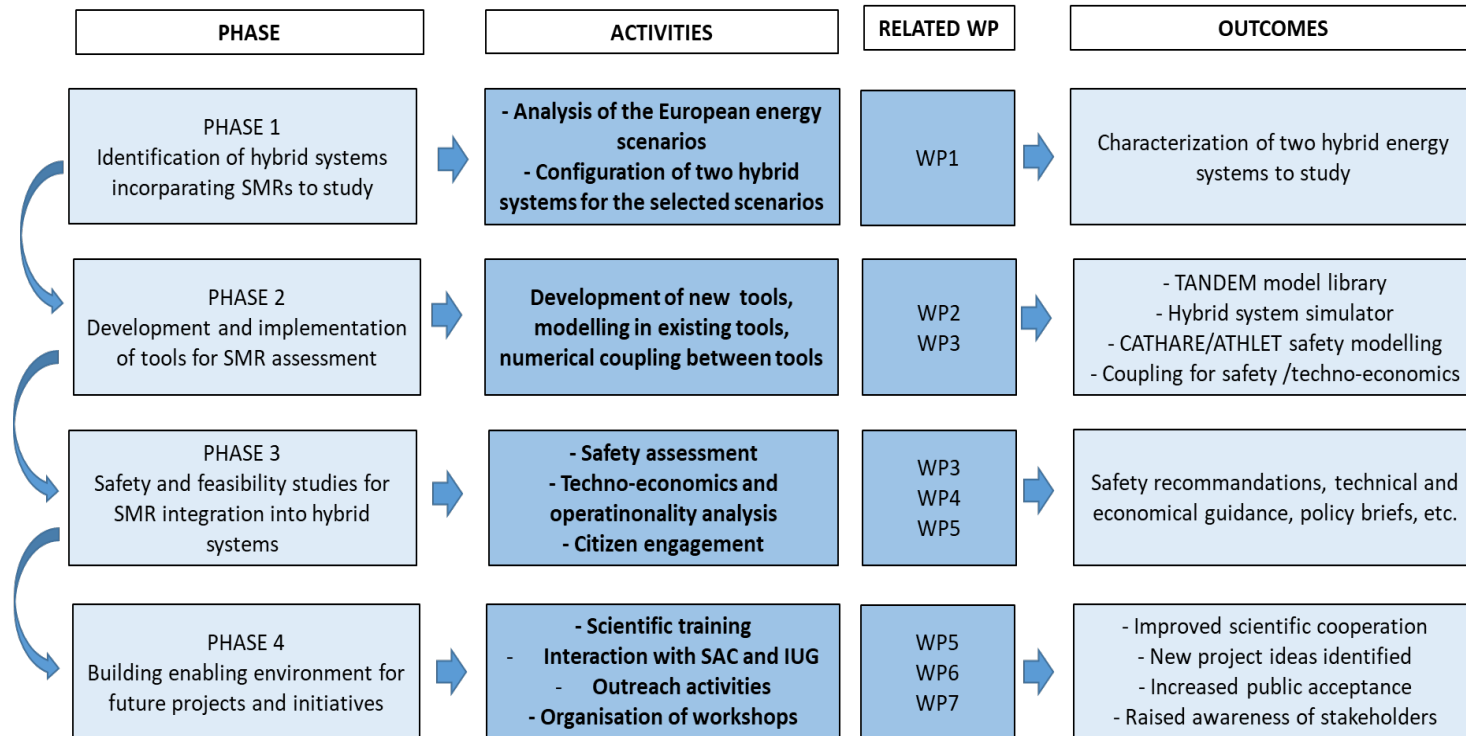 PHASE
ACTIVITIES
RELATED WP
OUTCOMES
PHASE 1
Identification of hybrid systems
incorparating SMRs to study
- Analysis of the European energy
scenarios
- Configuration of two hybrid
systems for the selected scenarios
WP1
Characterization of two hybrid energy
systems to study
PHASE 2
Development and implementation
of tools for SMR assessment
Development of new tools,
modelling in existing tools,
numerical coupling between tools
WP2
WP3
- TANDEM model library
- Hybrid system simulator
- CATHARE/ATHLET safety modelling
- Coupling for safety /techno-economics
PHASE 3
Safety and feasibility studies for
SMR integration into hybrid
systems
- Safety assessment
- Techno-economics and
operatinonality analysis
- Citizen engagement
WP3
WP4
WP5
Safety recommandations, technical and
economical guidance, policy briefs, etc.
PHASE 4
Building enabling environment for
future projects and initiatives
- Scientific training
- Interaction with SAC and IUG
- Outreach activities
- Organisation of workshops
WP5
WP6
WP7
- Improved scientific cooperation
- New project ideas identified
- Increased public acceptance
- Raised awareness of stakeholders